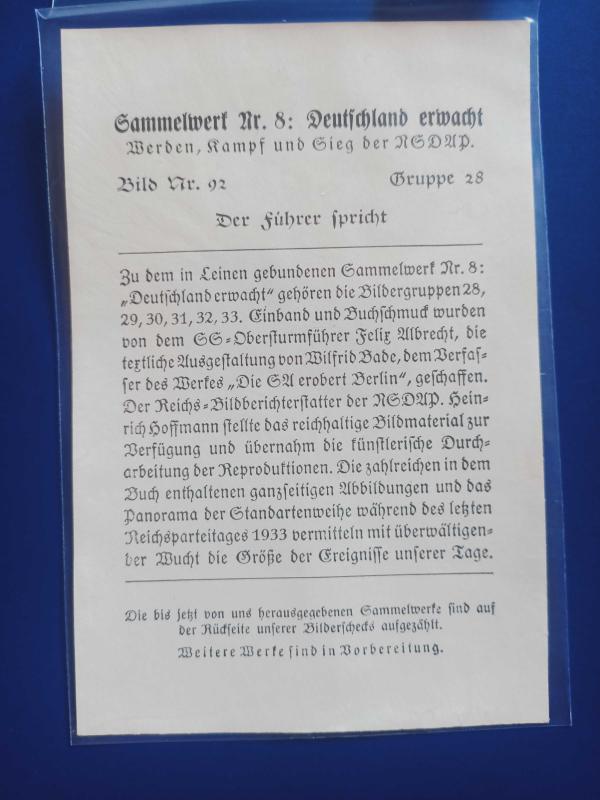 Sammelwerk Nr. 8: Deutschland erwacht
Werden, Kampf und Sieg der NSDAP.
Bild Nr. 92 Gruppe 28
Der Führer spricht
Zu dem in Leinen gebundenen Sammelwerk Nr. 8:
„Deutschland erwacht“ gehören die Bildergruppen 28,
29, 30, 31, 32, 33. Einband und Buchschmuck wurden
von dem SS-Obersturmführer Felix Albrecht, die
textliche Ausgestaltung von Wilfrid Bade, dem Verfas-
ser des Werkes „Die SA erobert Berlin“, geschaffen.
Der Reichs-Bildberichterstatter der NSDAP. Hein-
rich Hoffmann stellte das reichhaltige Bildmaterial zur
Verfügung und übernahm die künstlerische Durch-
arbeitung der Reproduktionen. Die zahlreichen in dem
Buch enthaltenen ganzseitigen Abbildungen und das
Panorama der Standartenweihe während des letzten
Reichsparteitages 1933 vermitteln mit überwältigen-
der Wucht die Größe der Ereignisse unserer Tage.
Die bis jetzt von uns herausgegebenen Sammelwerke sind auf
der Rückseite unserer Bilderschecks aufgezählt.
Weitere Werke sind in Vorbereitung.